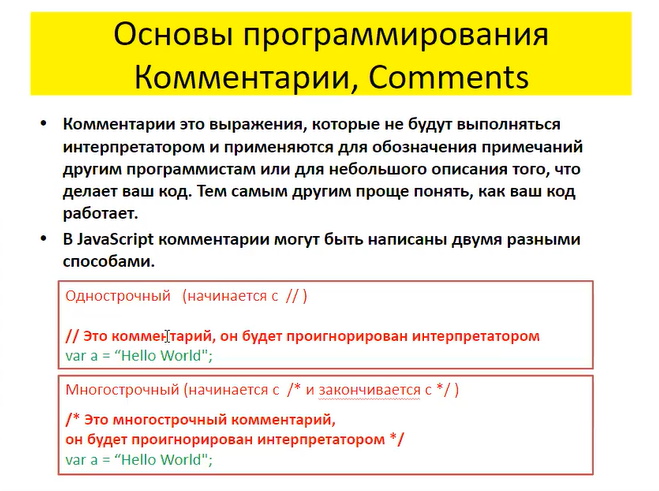 Основы программирования
Комментарии, Comments
• Комментарии это выражения, которые не будут выполняться
интерпретатором и применяются для обозначения примечаний
другим программистам или для небольшого описания того, что
делает ваш код. Тем самым другим проще понять, как ваш код
работает.
• В JavaScript комментарии могут быть написаны двумя разными
способами.
Однострочный (начинается с // )
// Это комментарий, он будет проигнорирован интерпретатором
var a = “Hello World";
Многострочный (начинается с /* и закончивается с */ )
/* Это многострочный комментарий,
он будет проигнорирован интерпретатором */
var a = “Hello World";